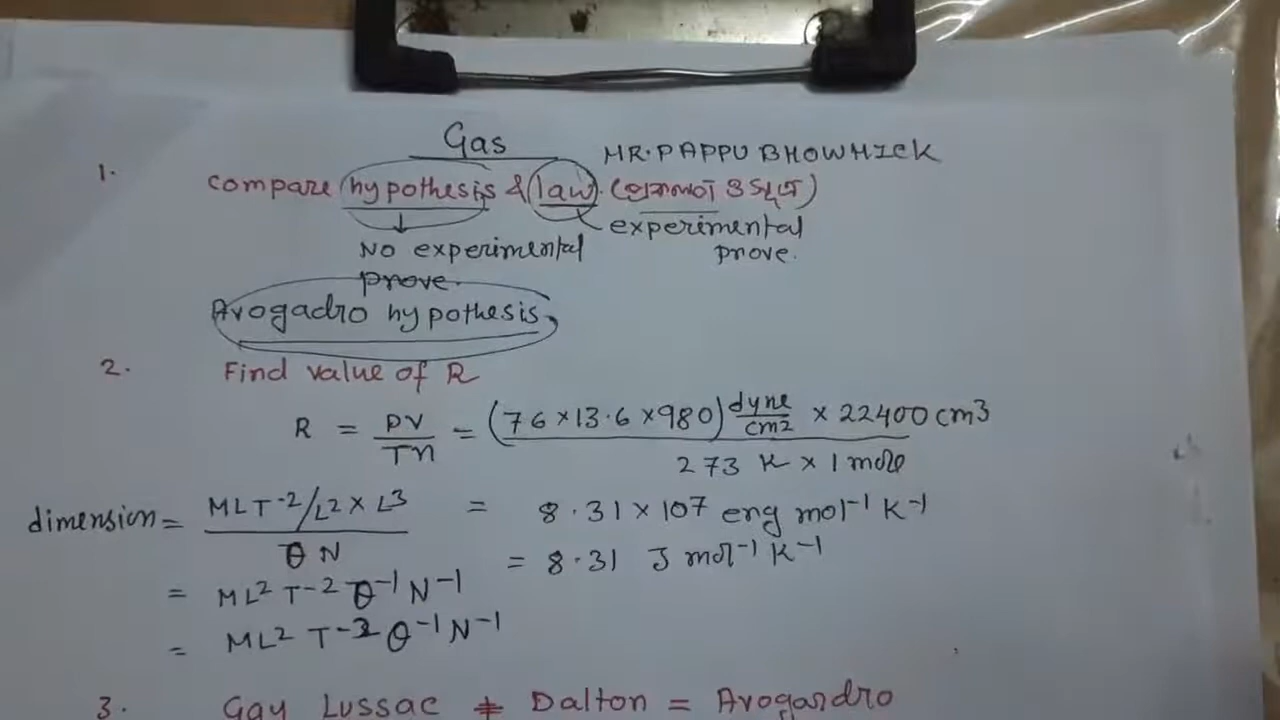 Gas
MR. PAPPU BHOWMICK
1. compare hypothesis & law. (প্রকল্প ও সূত্র)
No experimental prove.
experimental prove.
Avogadro hypothesis,
2. Find value of R
R = PV/Tn = (76×13.6×980) dyne/cm2 × 22400 cm3 / 273 K × 1 mole
dimension = MLT-2/L2 × L3 / θ N = 8.31 × 107 erg mol-1 K-1
= 8.31 J mol-1 K-1
= ML2 T-2 θ-1 N-1
= ML2 T-2 θ-1 N-1
3. Gay Lussac + Dalton = Avogardro